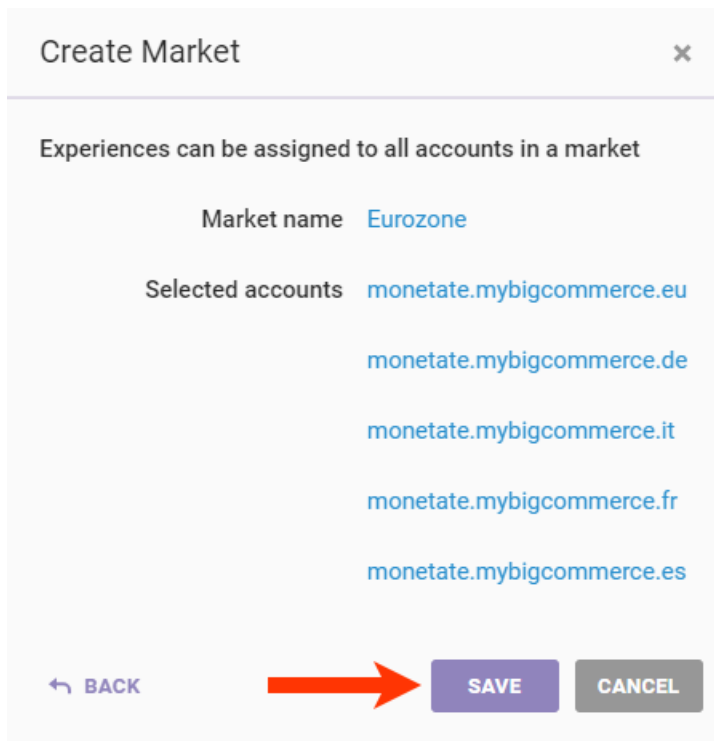 Create Market
Experiences can be assigned to all accounts in a market
Market name Eurozone
Selected accounts monetate.mybigcommerce.eu
monetate.mybigcommerce.de
monetate.mybigcommerce.it
monetate.mybigcommerce.fr
monetate.mybigcommerce.es
BACK SAVE CANCEL